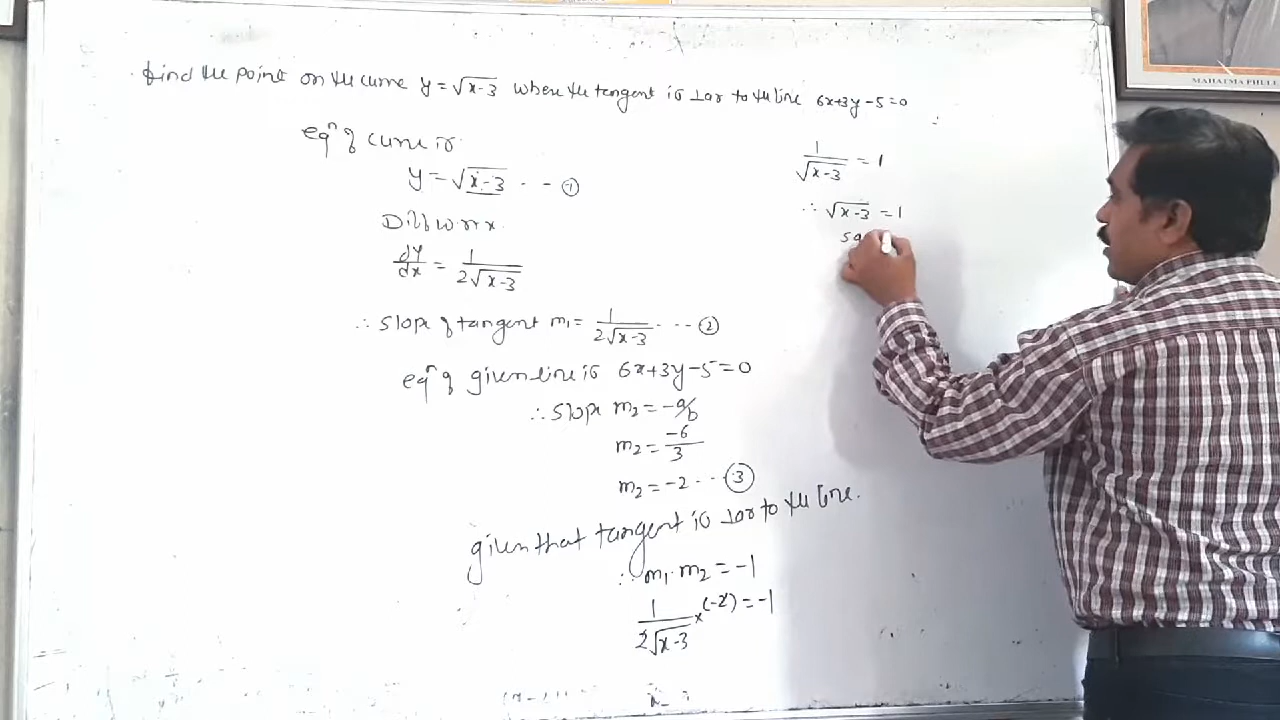 find the point on the curve y = √x-3 where the tangent is ⊥ar to the line 6x+3y-5=0
eqⁿ of curve is
y = √x-3 ... ①
Diff w.r.t x.
dy/dx = 1/2√x-3
∴ slope of tangent m₁ = 1/2√x-3 ... ②
eqⁿ of given line is 6x+3y-5=0
∴ slope m₂ = -a/b
m₂ = -6/3
m₂ = -2 ... ③
given that tangent is ⊥ar to the line.
∴ m₁·m₂ = -1
1/2√x-3 × (-2) = -1
1/√x-3 = 1
∴ √x-3 = 1
MAHATMA PHULE